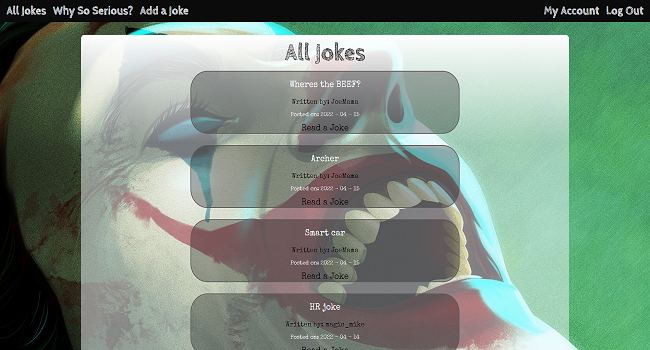 All Jokes Why So Serious? Add a Joke My Account Log Out
All Jokes
Wheres the BEEF?
Written by: JoeMama
Posted on: 2022 - 04 - 15
Read a Joke
Archer
Written by: JoeMama
Posted on: 2022 - 04 - 15
Read a Joke
Smart car
Written by: JoeMama
Posted on: 2022 - 04 - 15
Read a Joke
HR joke
Written by: magic_mike
Posted on: 2022 - 04 - 14
Read a Joke